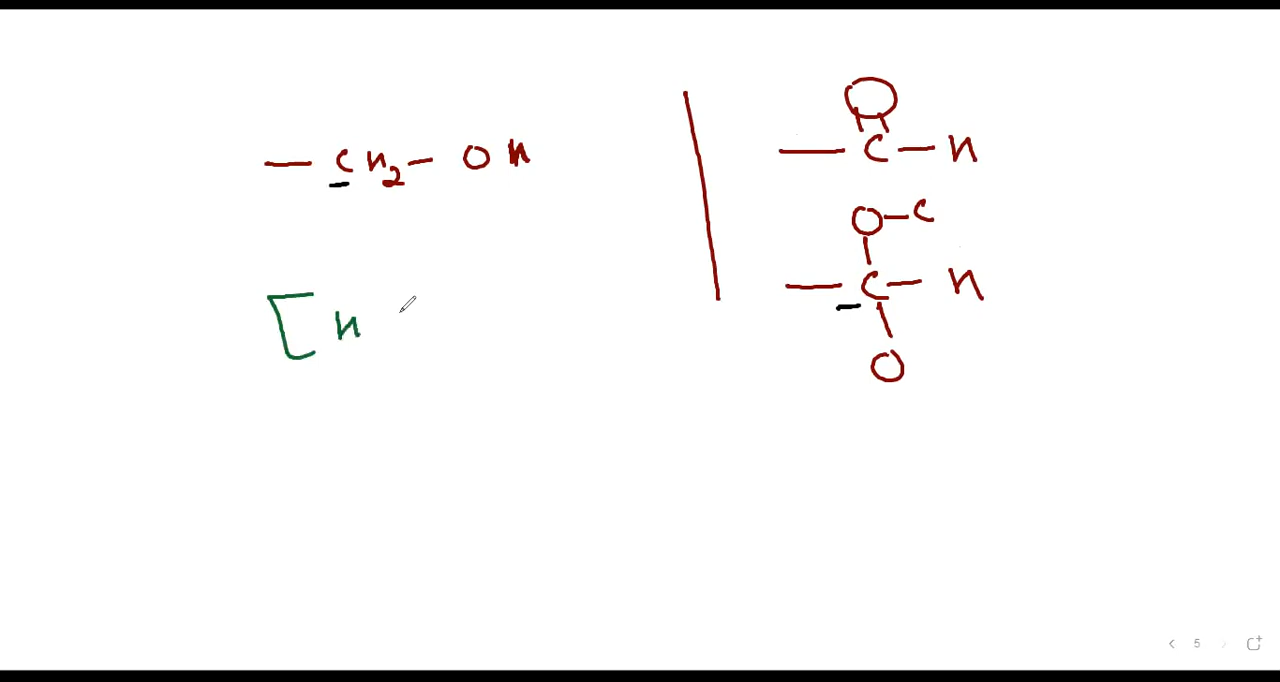 — CH2 — OH
O
— C — H
O — C
— C — H
O
[ H
5